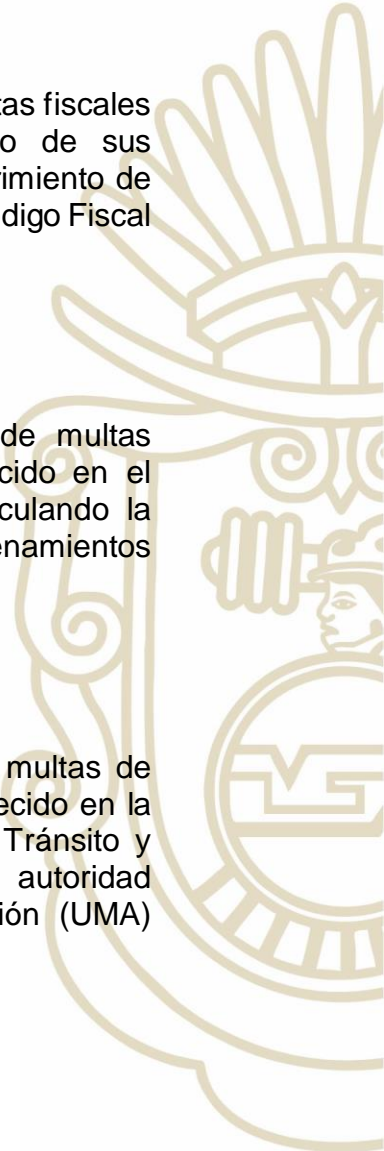 tas fiscales
o de sus
rimiento de
ódigo Fiscal
de multas
cido en el
culando la
enamientos
multas de
ecido en la
Tránsito y
autoridad
ión (UMA)